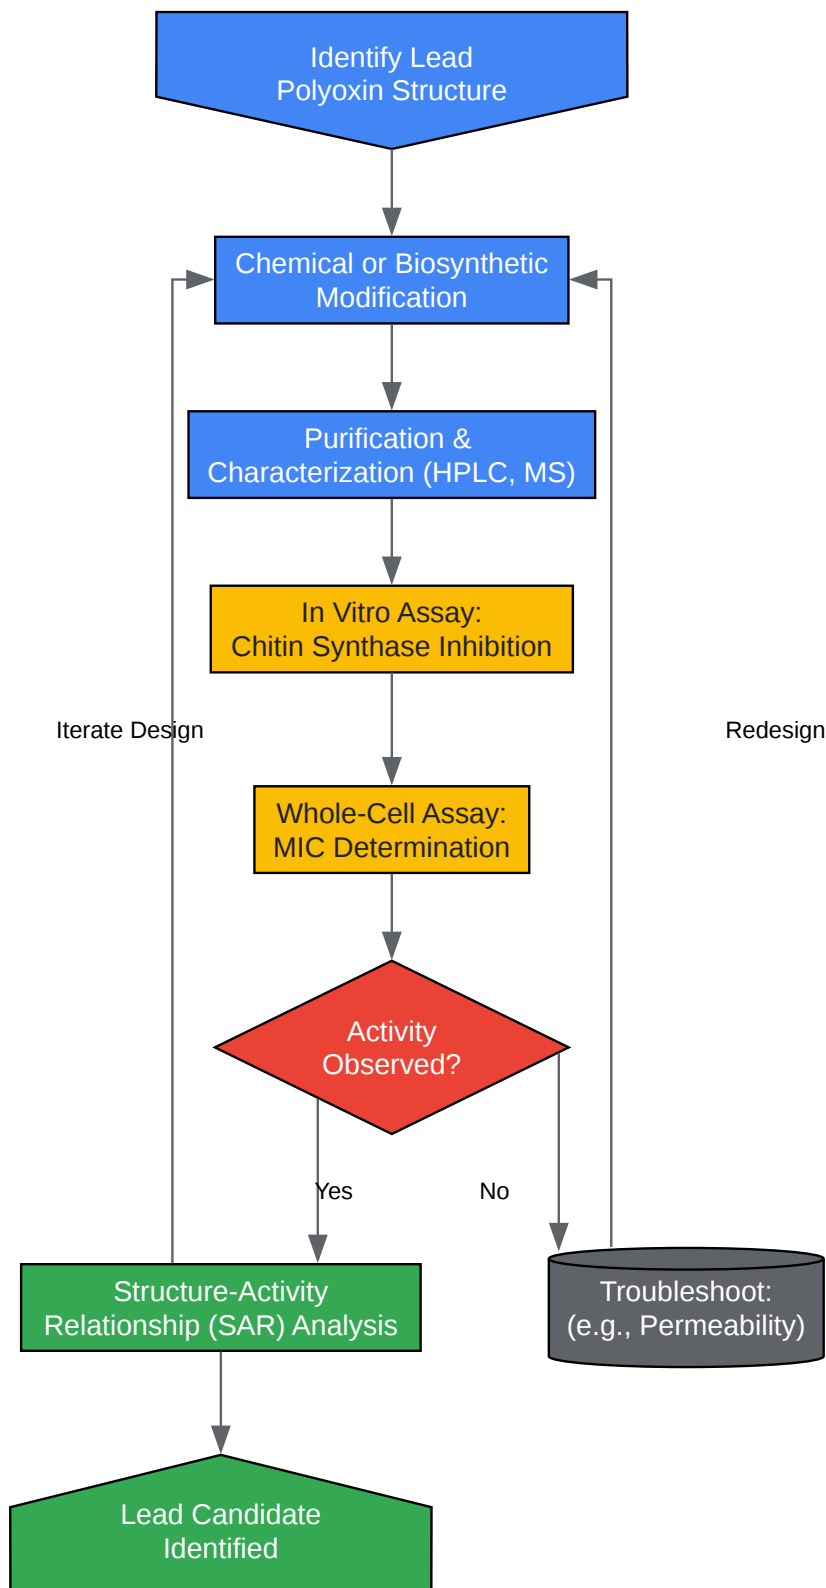 Identify Lead
Polyoxin Structure
Chemical or Biosynthetic
Modification
Purification &
Characterization (HPLC, MS)
In Vitro Assay:
Chitin Synthase Inhibition
Iterate Design
Redesign
Whole-Cell Assay:
MIC Determination
Activity
Observed?
Yes
No
Structure-Activity
Relationship (SAR) Analysis
Troubleshoot:
(e.g., Permeability)
Lead Candidate
Identified